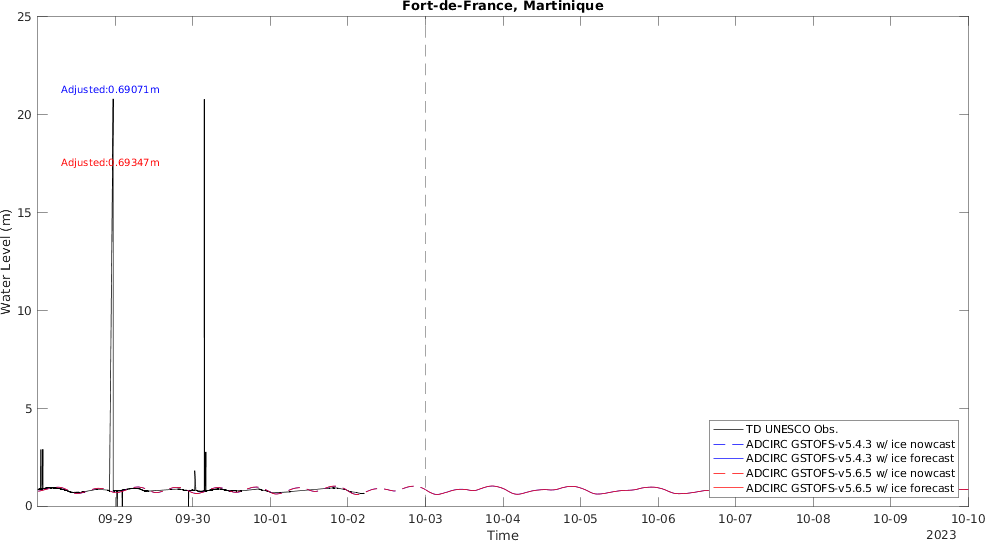 Fort-de-France, Martinique
25
20
15
10
5
0
Water Level (m)
Adjusted:0.69071m
Adjusted:0.69347m
TD UNESCO Obs.
ADCIRC GSTOFS-v5.4.3 w/ ice nowcast
ADCIRC GSTOFS-v5.4.3 w/ ice forecast
ADCIRC GSTOFS-v5.6.5 w/ ice nowcast
ADCIRC GSTOFS-v5.6.5 w/ ice forecast
09-29 09-30 10-01 10-02 10-03 10-04 10-05 10-06 10-07 10-08 10-09 10-10
Time
2023